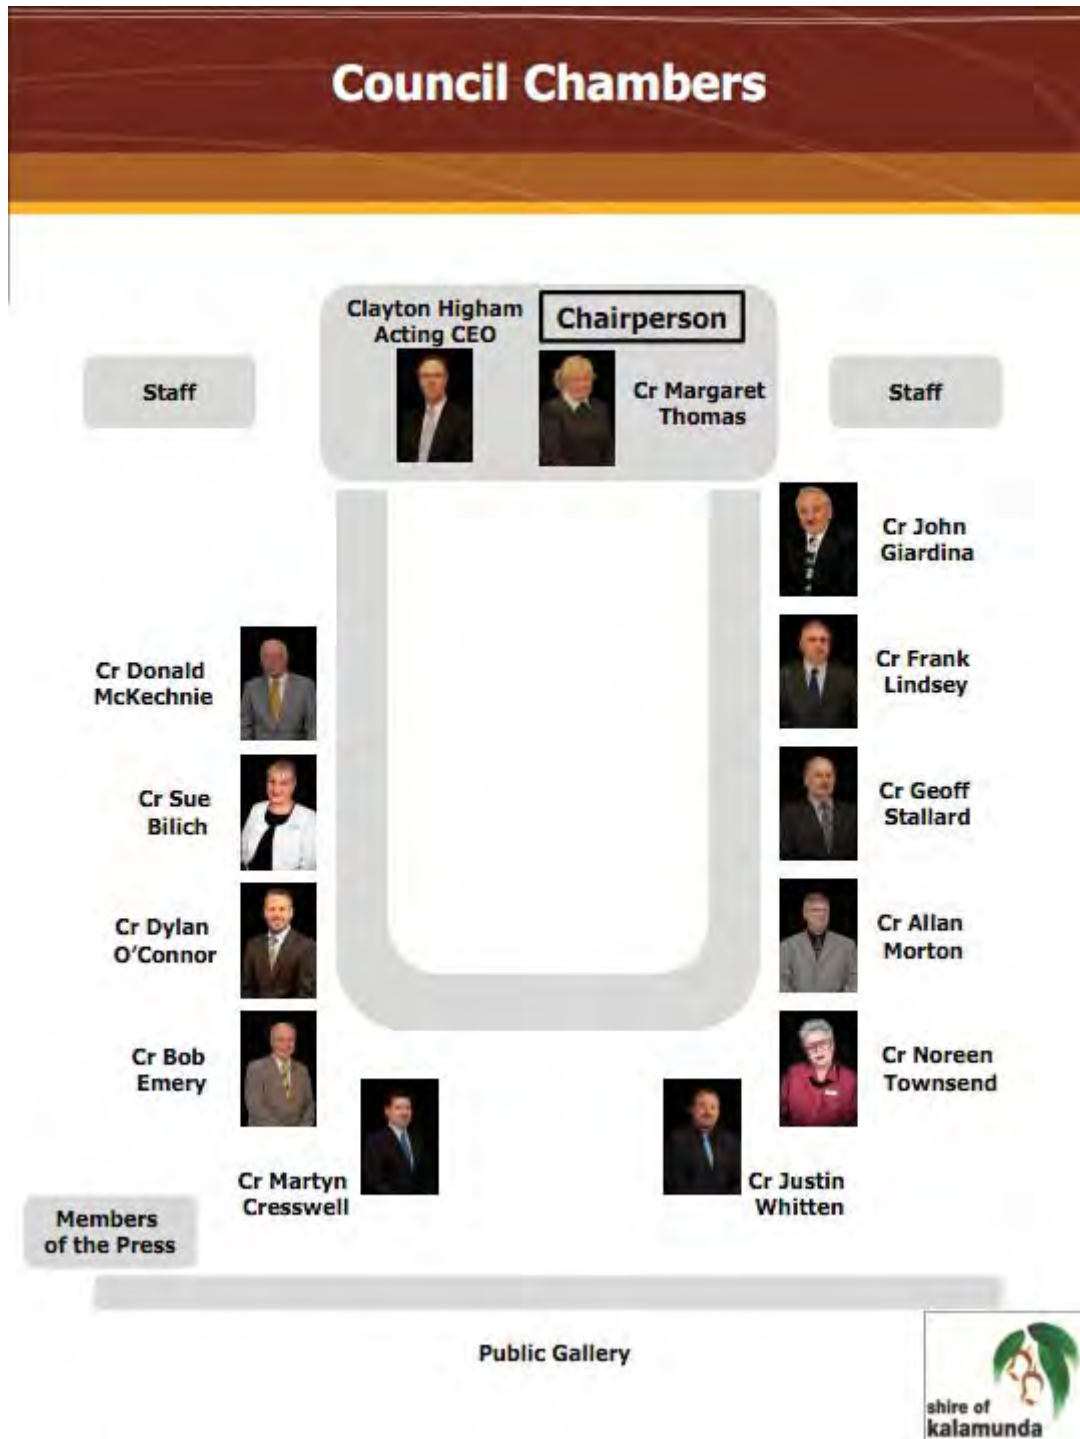 Council Chambers
Clayton Higham
Acting CEO
Chairperson
Cr Margaret
Thomas
Staff
Staff
Cr John
Giardina
Cr Frank
Lindsey
Cr Geoff
Stallard
Cr Allan
Morton
Cr Noreen
Townsend
Cr Donald
McKechnie
Cr Sue
Bilich
Cr Dylan
O'Connor
Cr Bob
Emery
Cr Martyn
Cresswell
Cr Justin
Whitten
Members
of the Press
Public Gallery
shire of
kalamunda